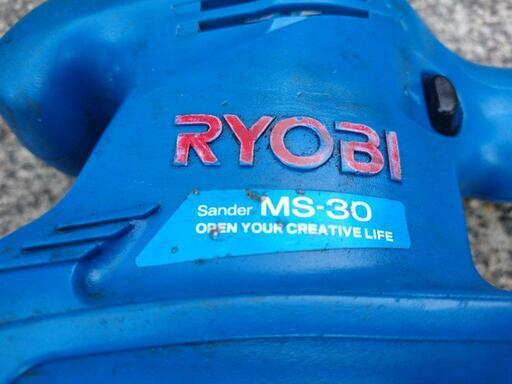 RYOBI
Sander MS-30
OPEN YOUR CREATIVE LIFE